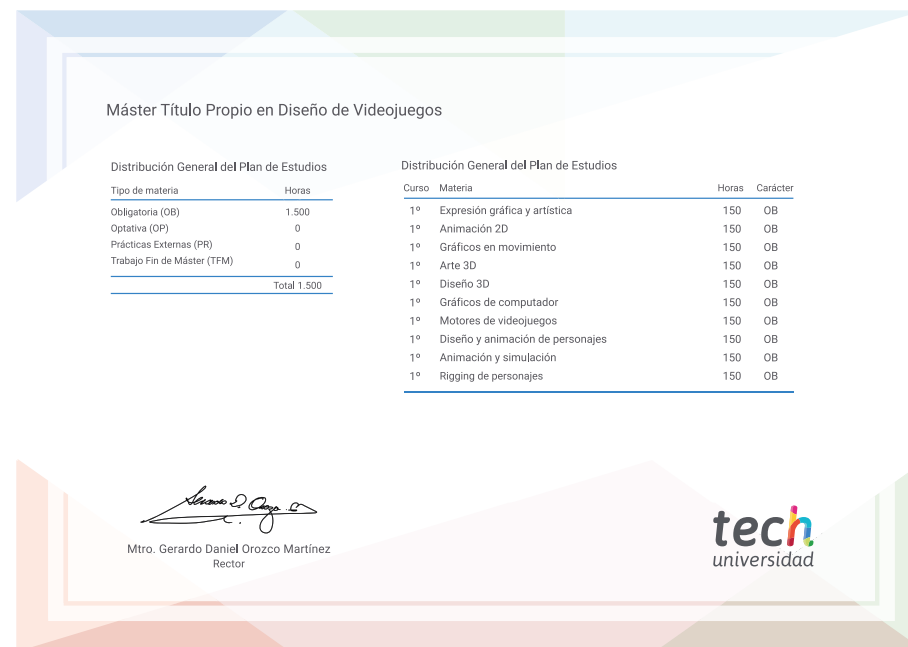 Máster Título Propio en Diseño de Videojuegos
Distribución General del Plan de Estudios
Tipo de materia Horas
Obligatoria (OB) 1.500
Optativa (OP) 0
Prácticas Externas (PR) 0
Trabajo Fin de Máster (TFM) 0
Total 1.500
Distribución General del Plan de Estudios
Curso Materia Horas Carácter
1º Expresión gráfica y artística 150 OB
1º Animación 2D 150 OB
1º Gráficos en movimiento 150 OB
1º Arte 3D 150 OB
1º Diseño 3D 150 OB
1º Gráficos de computador 150 OB
1º Motores de videojuegos 150 OB
1º Diseño y animación de personajes 150 OB
1º Animación y simulación 150 OB
1º Rigging de personajes 150 OB
Mtro. Gerardo Daniel Orozco Martínez
Rector
tech
universidad